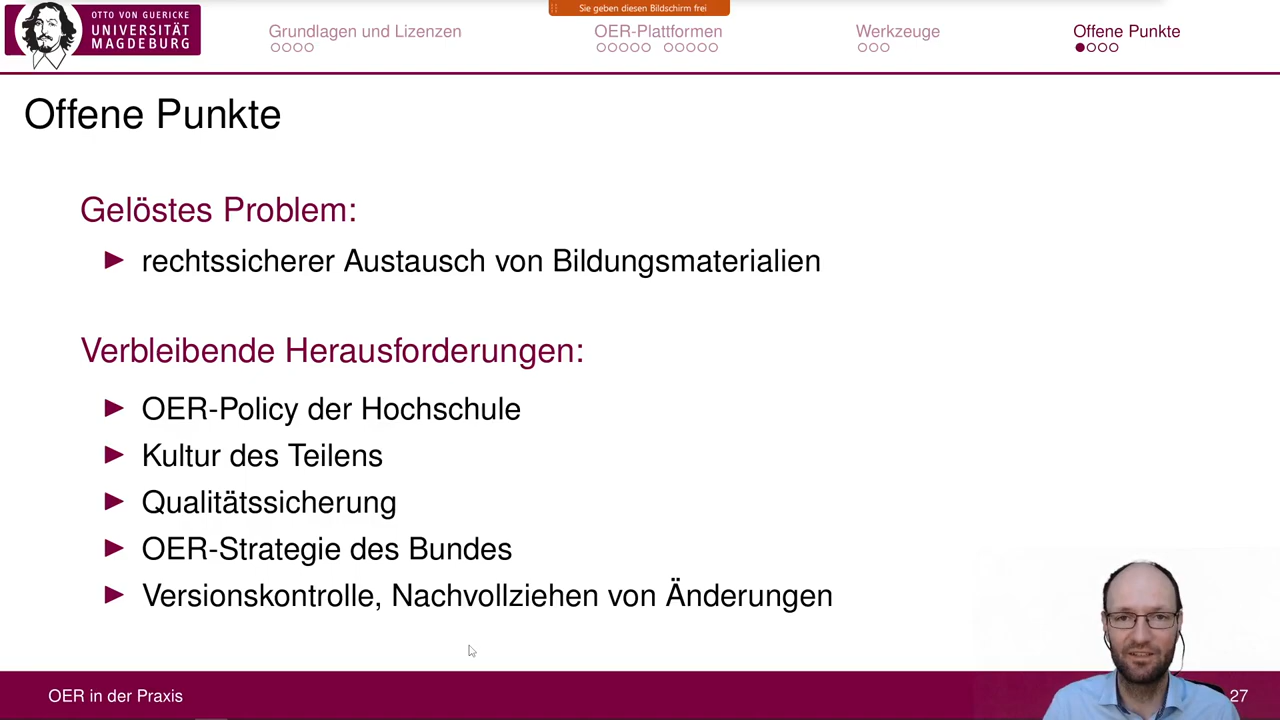 Sie geben diesen Bildschirm frei
OTTO VON GUERICKE
UNIVERSITÄT
MAGDEBURG
Grundlagen und Lizenzen
OER-Plattformen
Werkzeuge
Offene Punkte
Offene Punkte
Gelöstes Problem:
rechtssicherer Austausch von Bildungsmaterialien
Verbleibende Herausforderungen:
OER-Policy der Hochschule
Kultur des Teilens
Qualitätssicherung
OER-Strategie des Bundes
Versionskontrolle, Nachvollziehen von Änderungen
OER in der Praxis
27